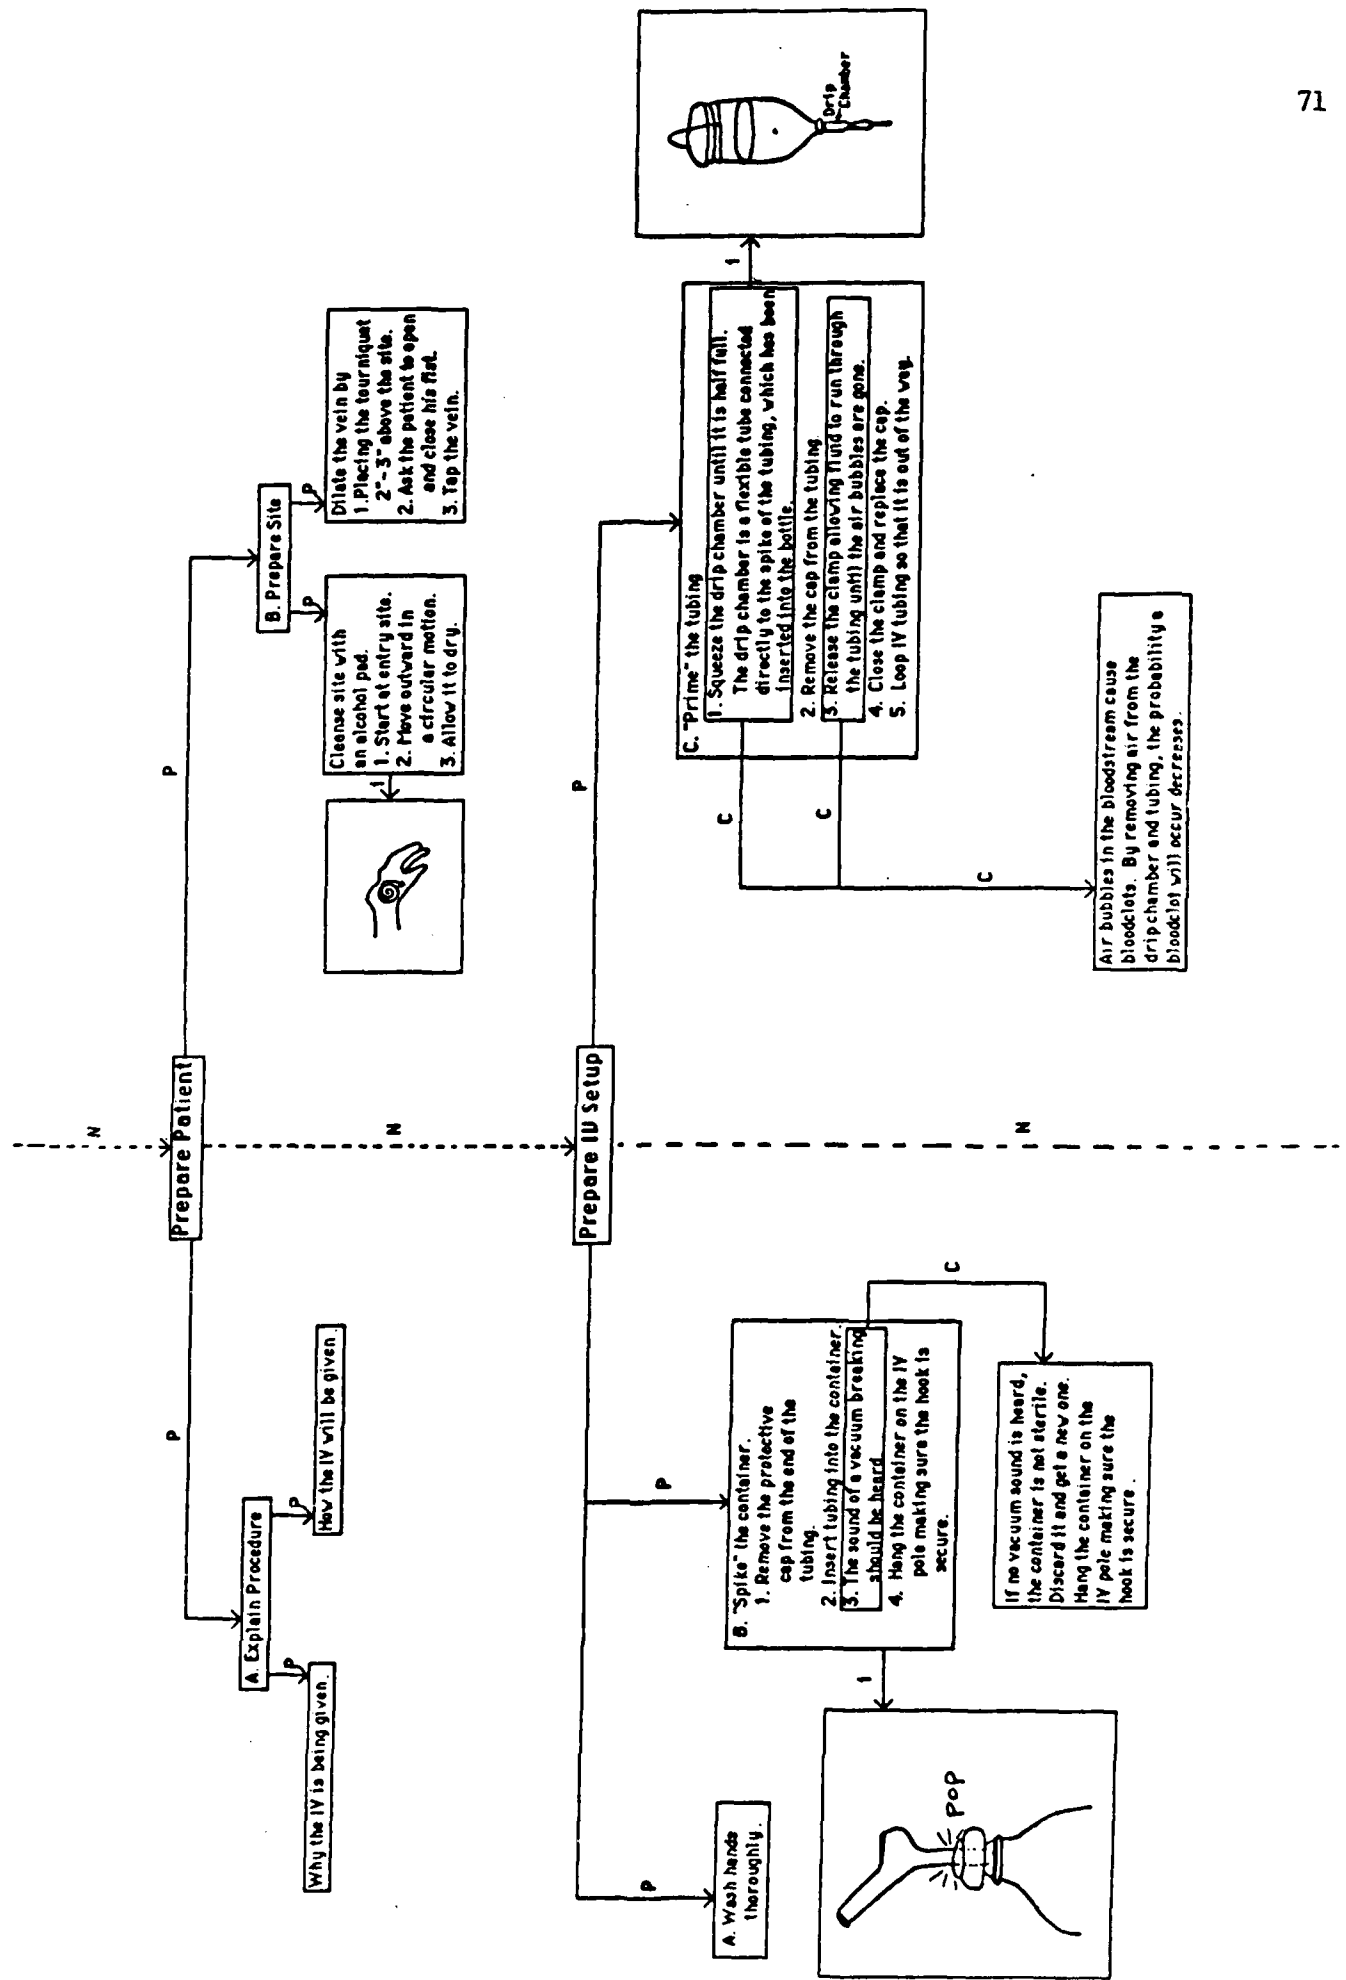 71
N
Prepare Patient
P
P
A. Explain Procedure
P
P
Why the IV is being given.
How the IV will be given.
B. Prepare Site
P
P
Cleanse site with
an alcohol pad.
1. Start at entry site.
2. Move outward in
a circular motion.
3. Allow it to dry.
1
Dilate the vein by
1. Placing the tourniquet
2"-3" above the site.
2. Ask the patient to open
and close his fist.
3. Tap the vein.
N
Prepare IV Setup
P
P
P
A. Wash hands
thoroughly.
B. "Spike" the container.
1. Remove the protective
cap from the end of the
tubing.
2. Insert tubing into the container.
3. The sound of a vacuum breaking
should be heard
4. Hang the container on the IV
pole making sure the hook is
secure.
1
POP
C
If no vacuum sound is heard,
the container is not sterile.
Discard it and get a new one.
Hang the container on the
IV pole making sure the
hook is secure.
C. "Prime" the tubing
1. Squeeze the drip chamber until it is half full.
The drip chamber is a flexible tube connected
directly to the spike of the tubing, which has been
inserted into the bottle.
2. Remove the cap from the tubing.
3. Release the clamp allowing fluid to run through
the tubing until the air bubbles are gone.
4. Close the clamp and replace the cap.
5. Loop IV tubing so that it is out of the way.
1
Drip
Chamber
C
C
C
Air bubbles in the bloodstream cause
bloodclots. By removing air from the
drip chamber and tubing, the probability a
bloodclot will occur decreases.
N